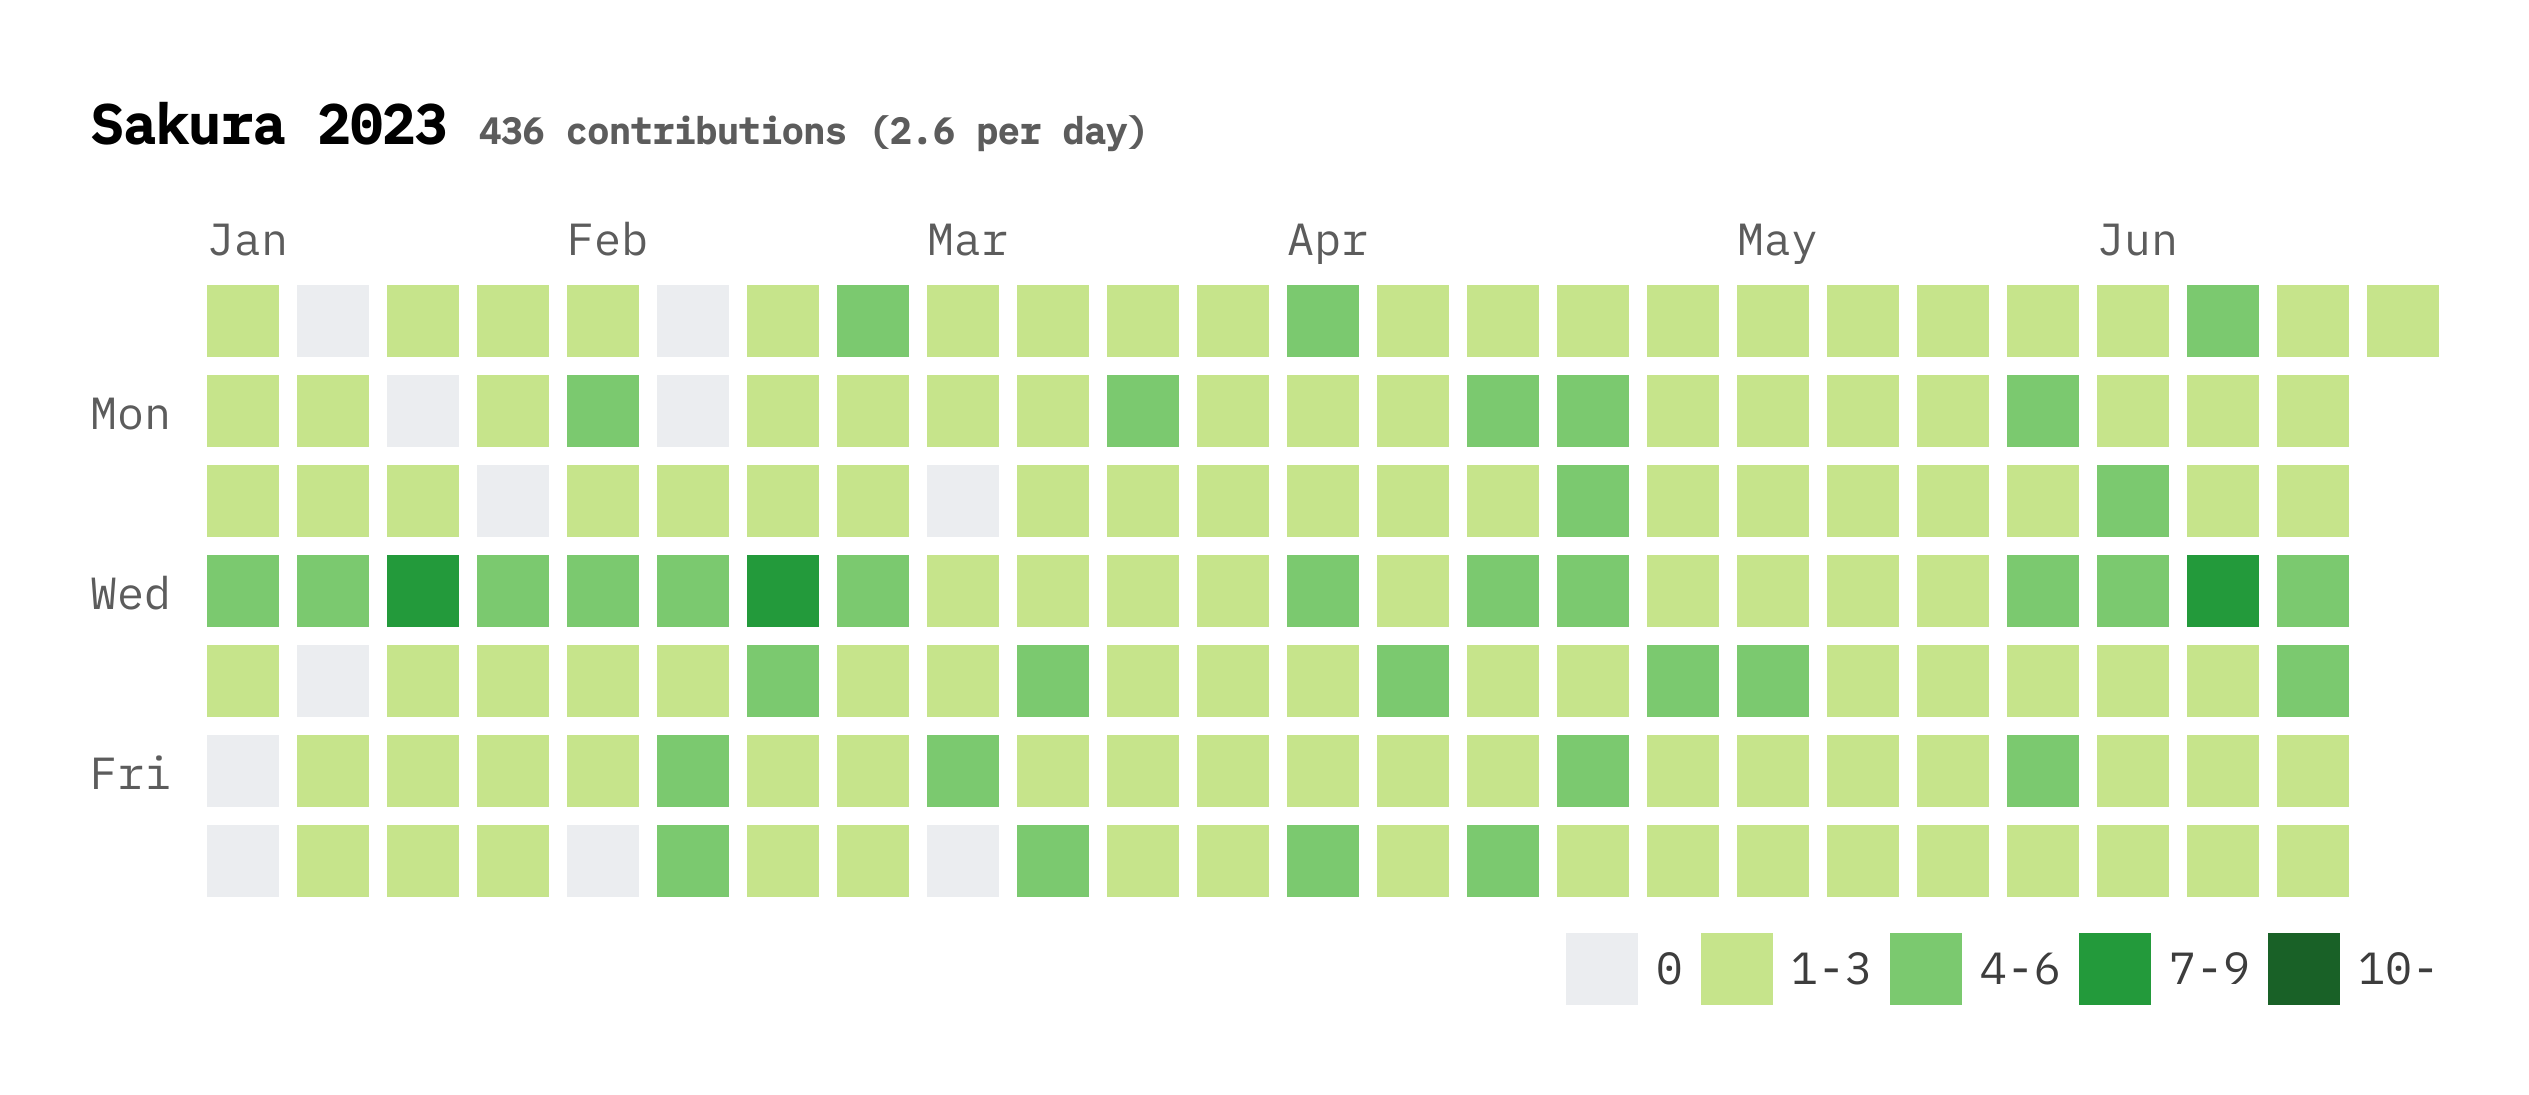 Sakura 2023 436 contributions (2.6 per day)
Jan Feb Mar Apr May Jun
Mon
Wed
Fri
0 1-3 4-6 7-9 10-